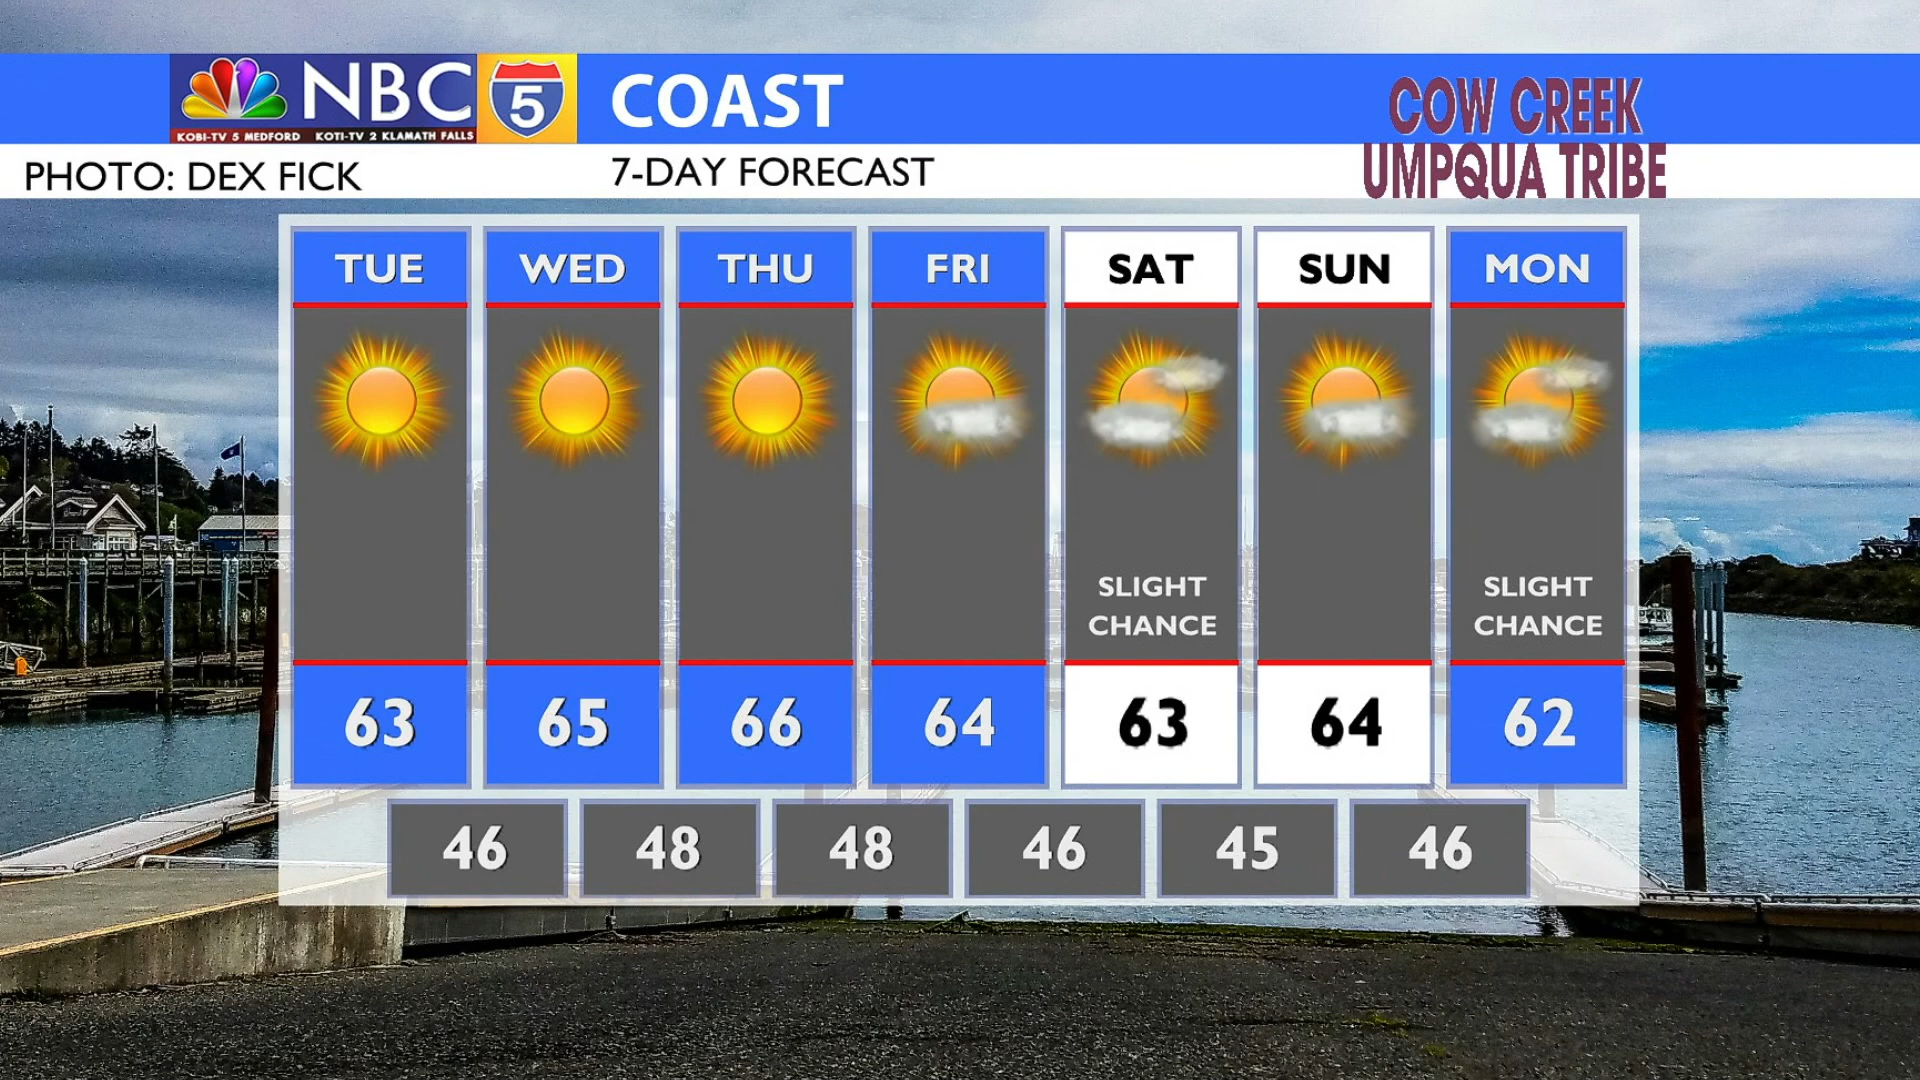 NBC 5
KOBI-TV 5 MEDFORD KOTI-TV 2 KLAMATH FALLS
COAST
COW CREEK
UMPQUA TRIBE
PHOTO: DEX FICK
7-DAY FORECAST
TUE WED THU FRI SAT SUN MON
SLIGHT CHANCE
SLIGHT CHANCE
63 65 66 64 63 64 62
46 48 48 46 45 46